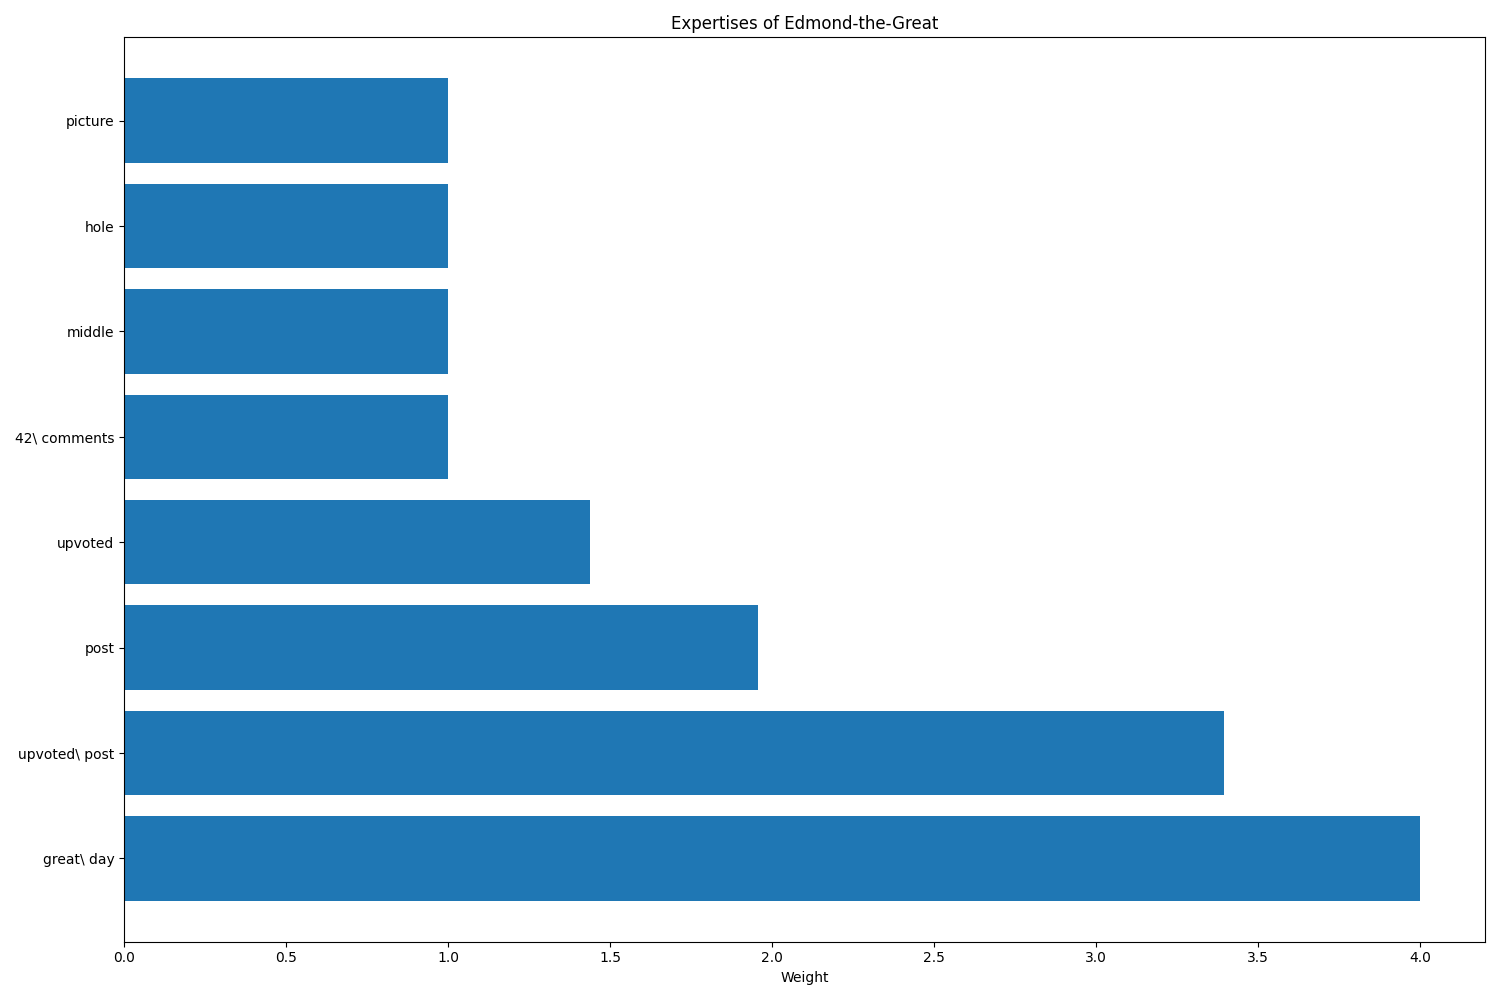 Expertises of Edmond-the-Great
picture
hole
middle
42\ comments
upvoted
post
upvoted\ post
great\ day
0.0 0.5 1.0 1.5 2.0 2.5 3.0 3.5 4.0
Weight